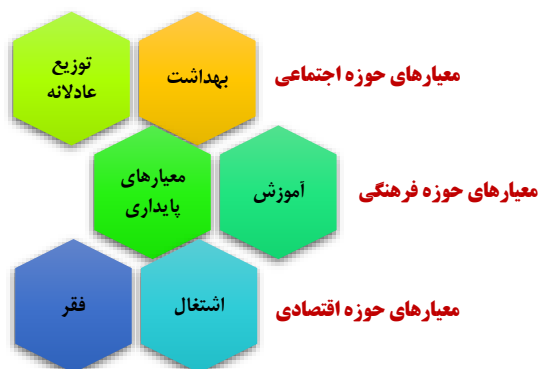 معیارهای حوزه اجتماعی
بهداشت
توزیع
عادلانه
معیارهای حوزه فرهنگی
آموزش
معیارهای
پایداری
معیارهای حوزه اقتصادی
اشتغال
فقر